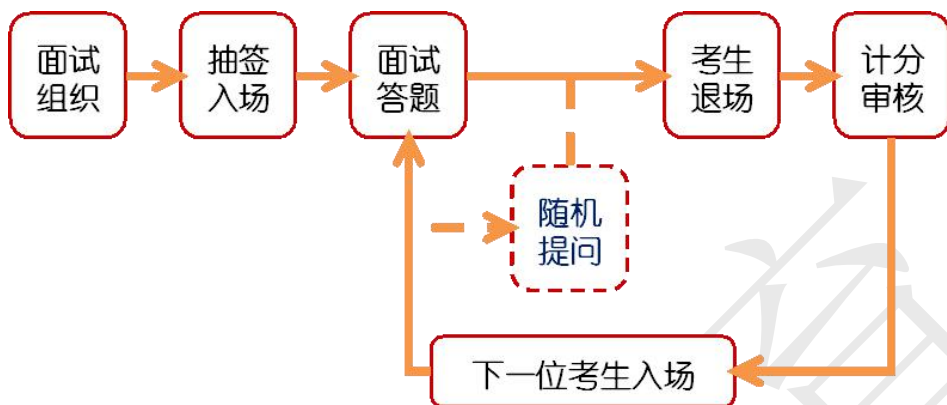 面试
组织
抽签
入场
面试
答题
考生
退场
计分
审核
随机
提问
下一位考生入场